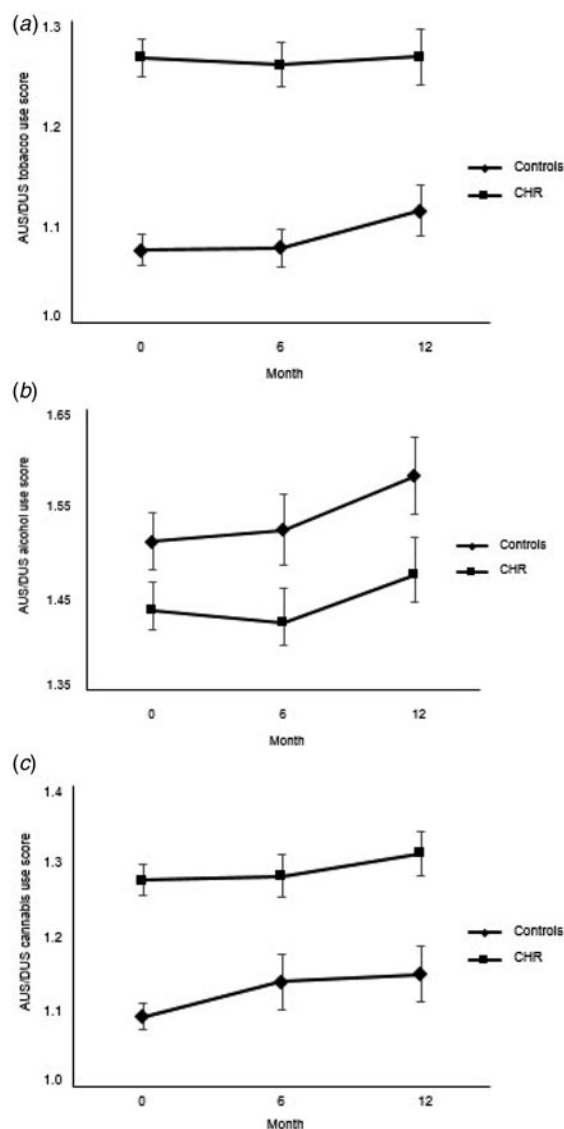 (a)
1.3
1.2
1.1
1.0
AUS/DUS tobacco use score
0 6 12
Month
Controls
CHR
(b)
1.65
1.55
1.45
1.35
AUS/DUS alcohol use score
0 6 12
Month
Controls
CHR
(c)
1.4
1.3
1.2
1.1
1.0
AUS/DUS cannabis use score
0 6 12
Month
Controls
CHR